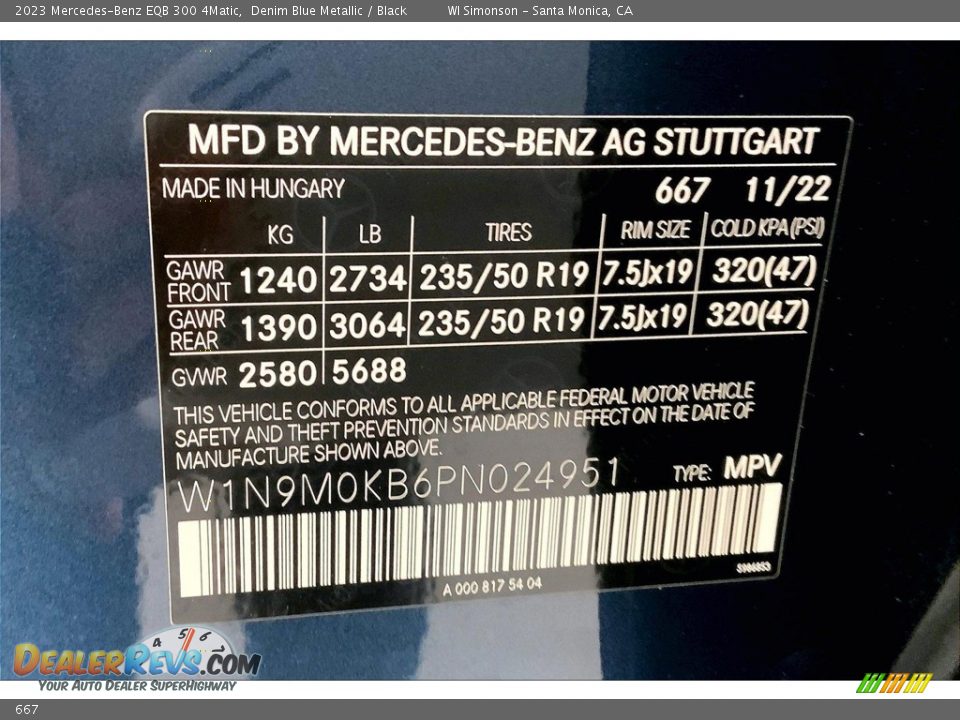 2023 Mercedes-Benz EQB 300 4Matic, Denim Blue Metallic / Black WI Simonson - Santa Monica, CA
MFD BY MERCEDES-BENZ AG STUTTGART
MADE IN HUNGARY 667 11/22
KG LB TIRES RIM SIZE COLD KPA(PSI)
GAWR FRONT 1240 2734 235/50 R19 7.5Jx19 320(47)
GAWR REAR 1390 3064 235/50 R19 7.5Jx19 320(47)
GVWR 2580 5688
THIS VEHICLE CONFORMS TO ALL APPLICABLE FEDERAL MOTOR VEHICLE
SAFETY AND THEFT PREVENTION STANDARDS IN EFFECT ON THE DATE OF
MANUFACTURE SHOWN ABOVE.
W1N9M0KB6PN024951 TYPE: MPV
A 000 817 54 04
4 5 6
DEALERREVS.COM
YOUR AUTO DEALER SUPERHIGHWAY
667